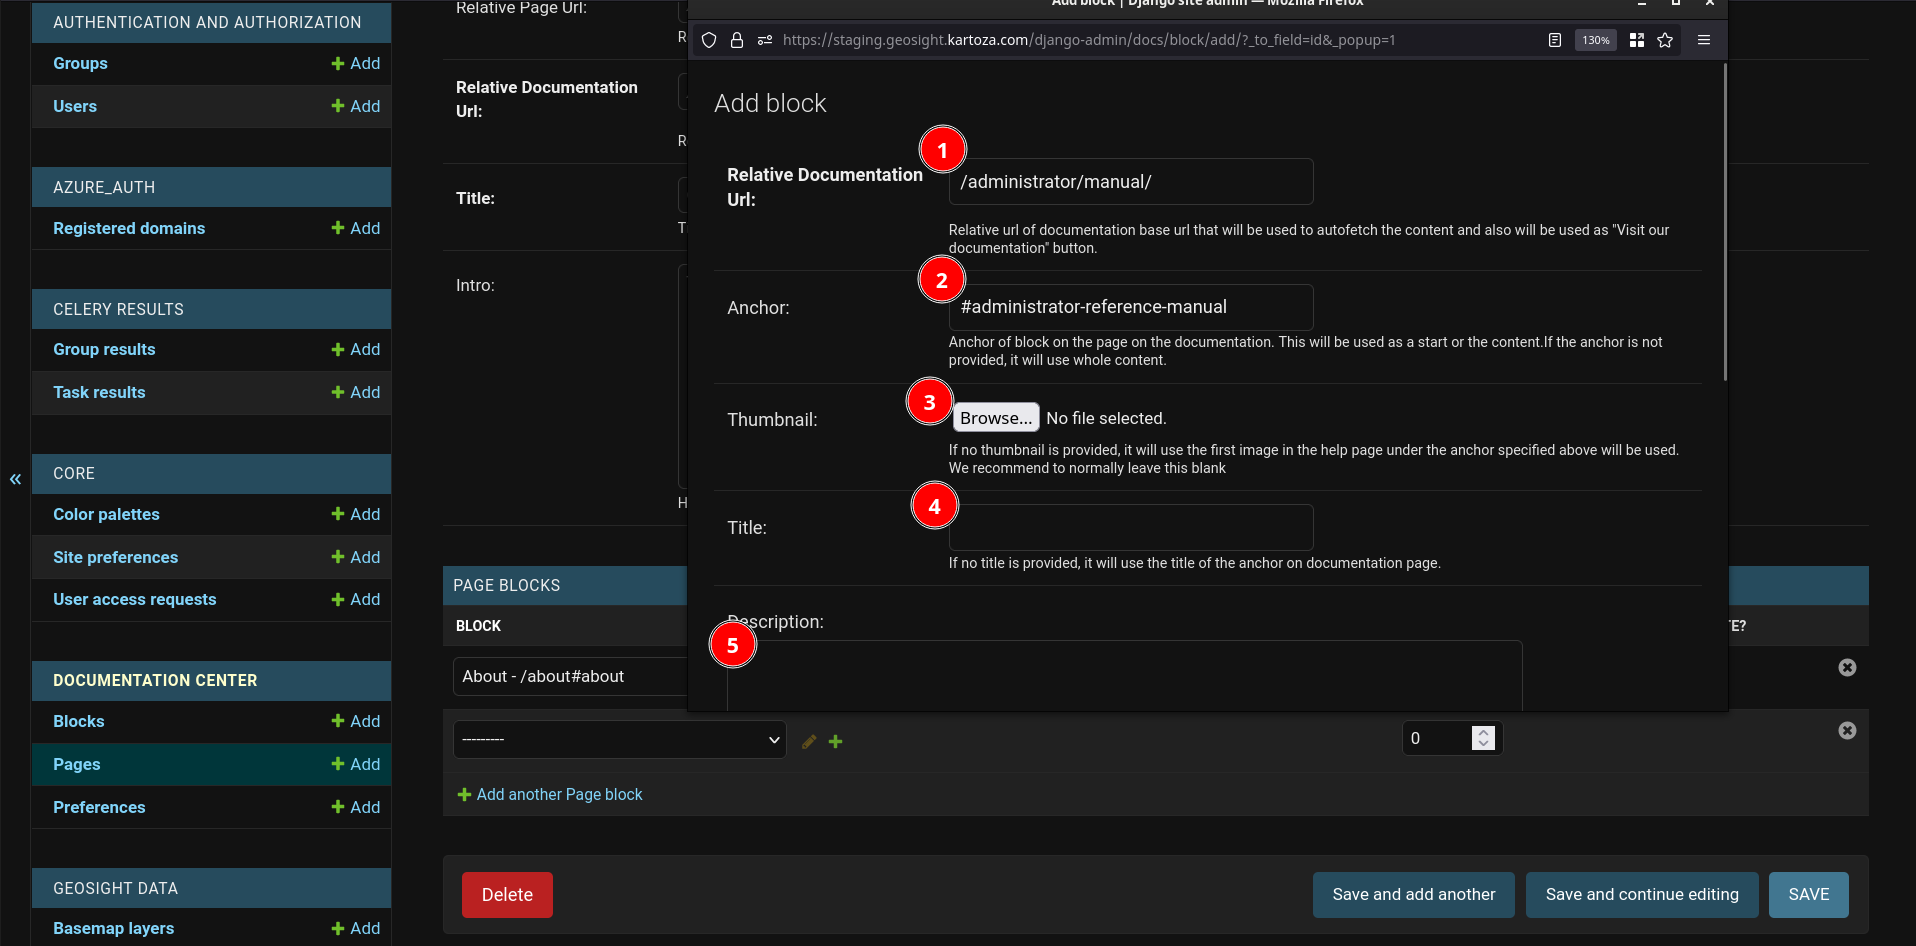 AUTHENTICATION AND AUTHORIZATION
Groups
Add
Users
Add
AZURE_AUTH
Registered domains
Add
CELERY RESULTS
Group results
Add
Task results
Add
«
CORE
Color palettes
Add
Site preferences
Add
User access requests
Add
DOCUMENTATION CENTER
Blocks
Add
Pages
Add
Preferences
Add
GEOSIGHT DATA
Basemap layers
Add
Relative Page Url:
R
Relative Documentation
Url:
R
Title:
T
Intro:
H
PAGE BLOCKS
BLOCK
TE?
About - /about#about
---------
0
Add another Page block
Delete
Save and add another
Save and continue editing
SAVE
Add block | Django site admin — Mozilla Firefox
https://staging.geosight.kartoza.com/django-admin/docs/block/add/?_to_field=id&_popup=1
130%
Add block
1
Relative Documentation
Url:
/administrator/manual/
Relative url of documentation base url that will be used to autofetch the content and also will be used as "Visit our
documentation" button.
2
Anchor:
#administrator-reference-manual
Anchor of block on the page on the documentation. This will be used as a start or the content.If the anchor is not
provided, it will use whole content.
3
Thumbnail:
Browse...
No file selected.
If no thumbnail is provided, it will use the first image in the help page under the anchor specified above will be used.
We recommend to normally leave this blank
4
Title:
If no title is provided, it will use the title of the anchor on documentation page.
Description:
5